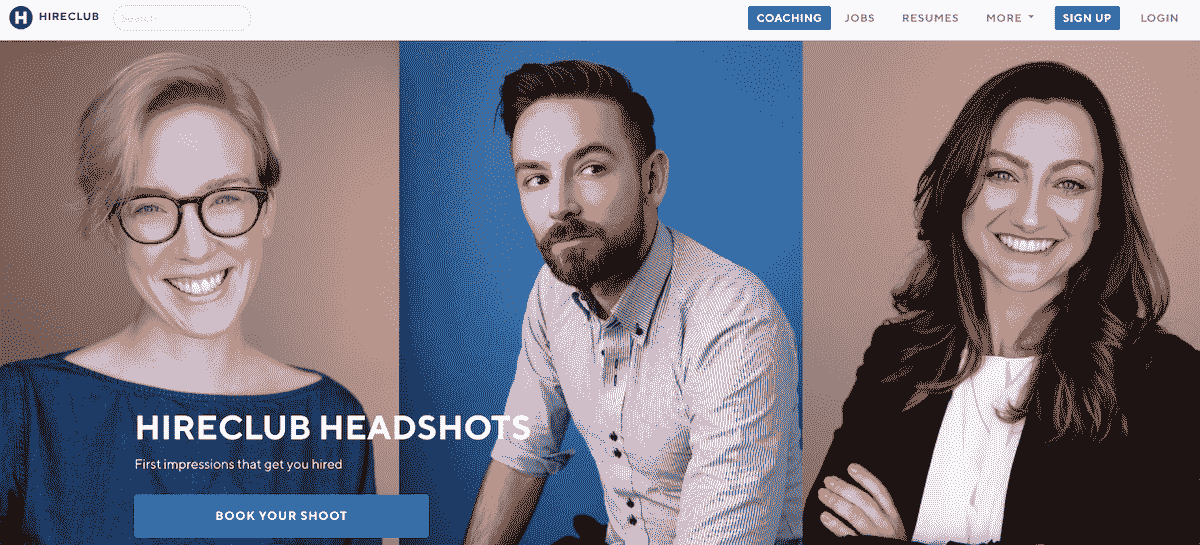 H HIRECLUB Search COACHING JOBS RESUMES MORE SIGN UP LOGIN
HIRECLUB HEADSHOTS
First impressions that get you hired
BOOK YOUR SHOOT